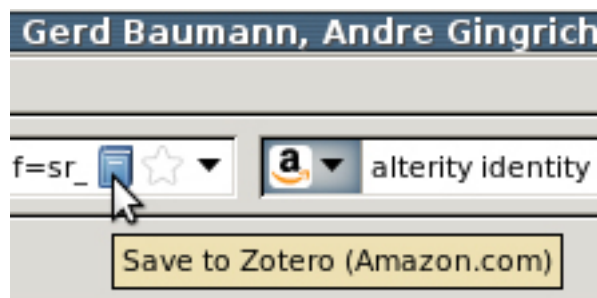 Gerd Baumann, Andre Gingrich
f=sr_
a
alterity identity
Save to Zotero (Amazon.com)